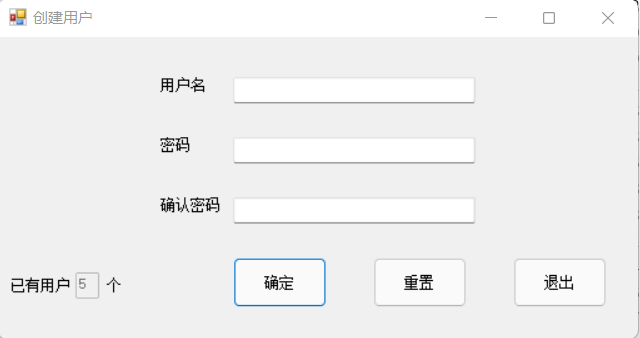 创建用户
用户名
密码
确认密码
已有用户 5 个
确定 重置 退出